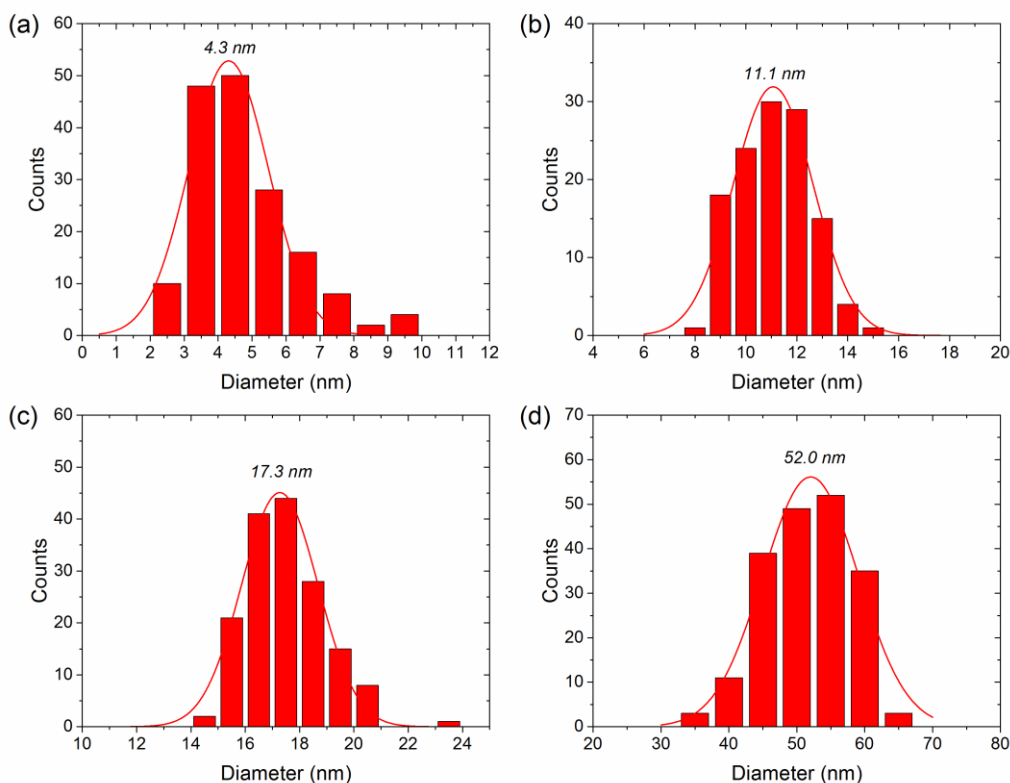 (a)
60
50
40
30
20
10
0
Counts
4.3 nm
0 1 2 3 4 5 6 7 8 9 10 11 12
Diameter (nm)
(b)
40
30
20
10
0
Counts
11.1 nm
4 6 8 10 12 14 16 18 20
Diameter (nm)
(c)
60
50
40
30
20
10
0
Counts
17.3 nm
10 12 14 16 18 20 22 24
Diameter (nm)
(d)
70
60
50
40
30
20
10
0
Counts
52.0 nm
20 30 40 50 60 70 80
Diameter (nm)